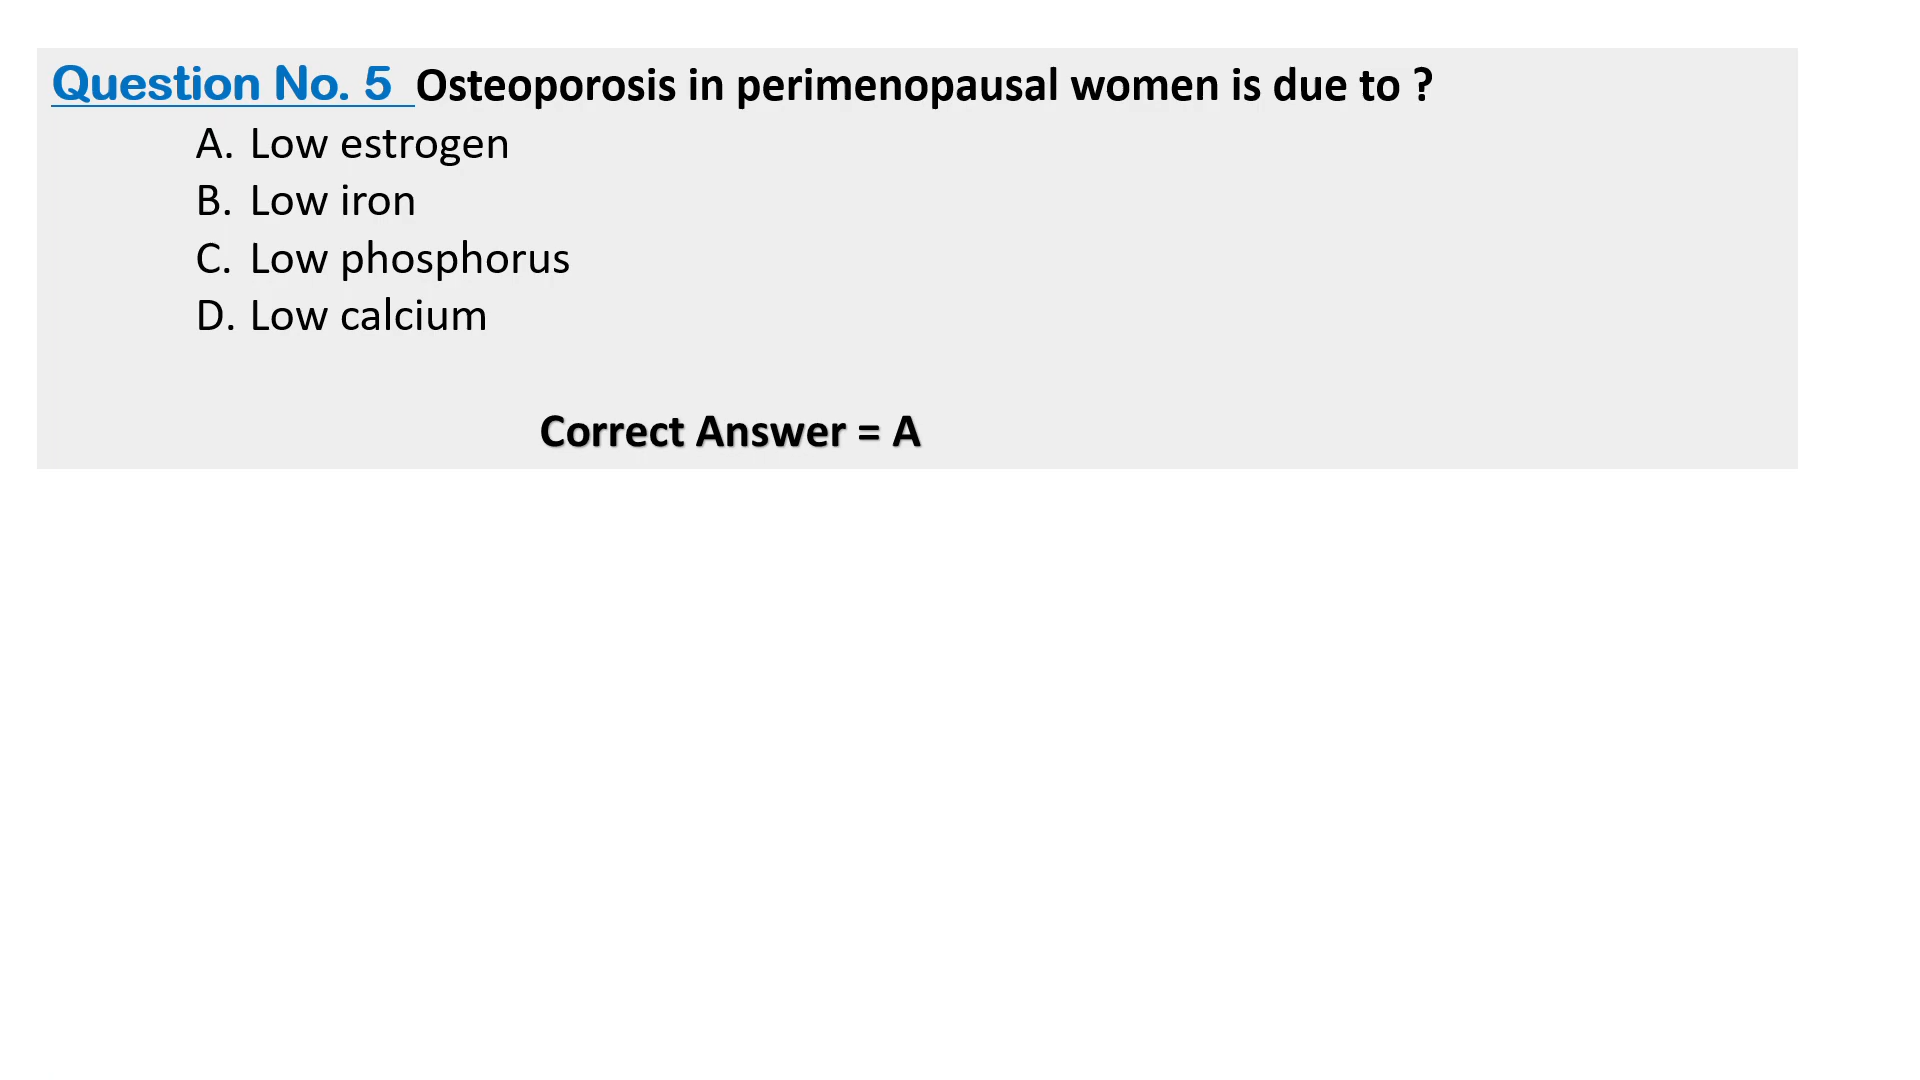 Question No. 5  Osteoporosis in perimenopausal women is due to ?
A. Low estrogen
B. Low iron
C. Low phosphorus
D. Low calcium
Correct Answer = A